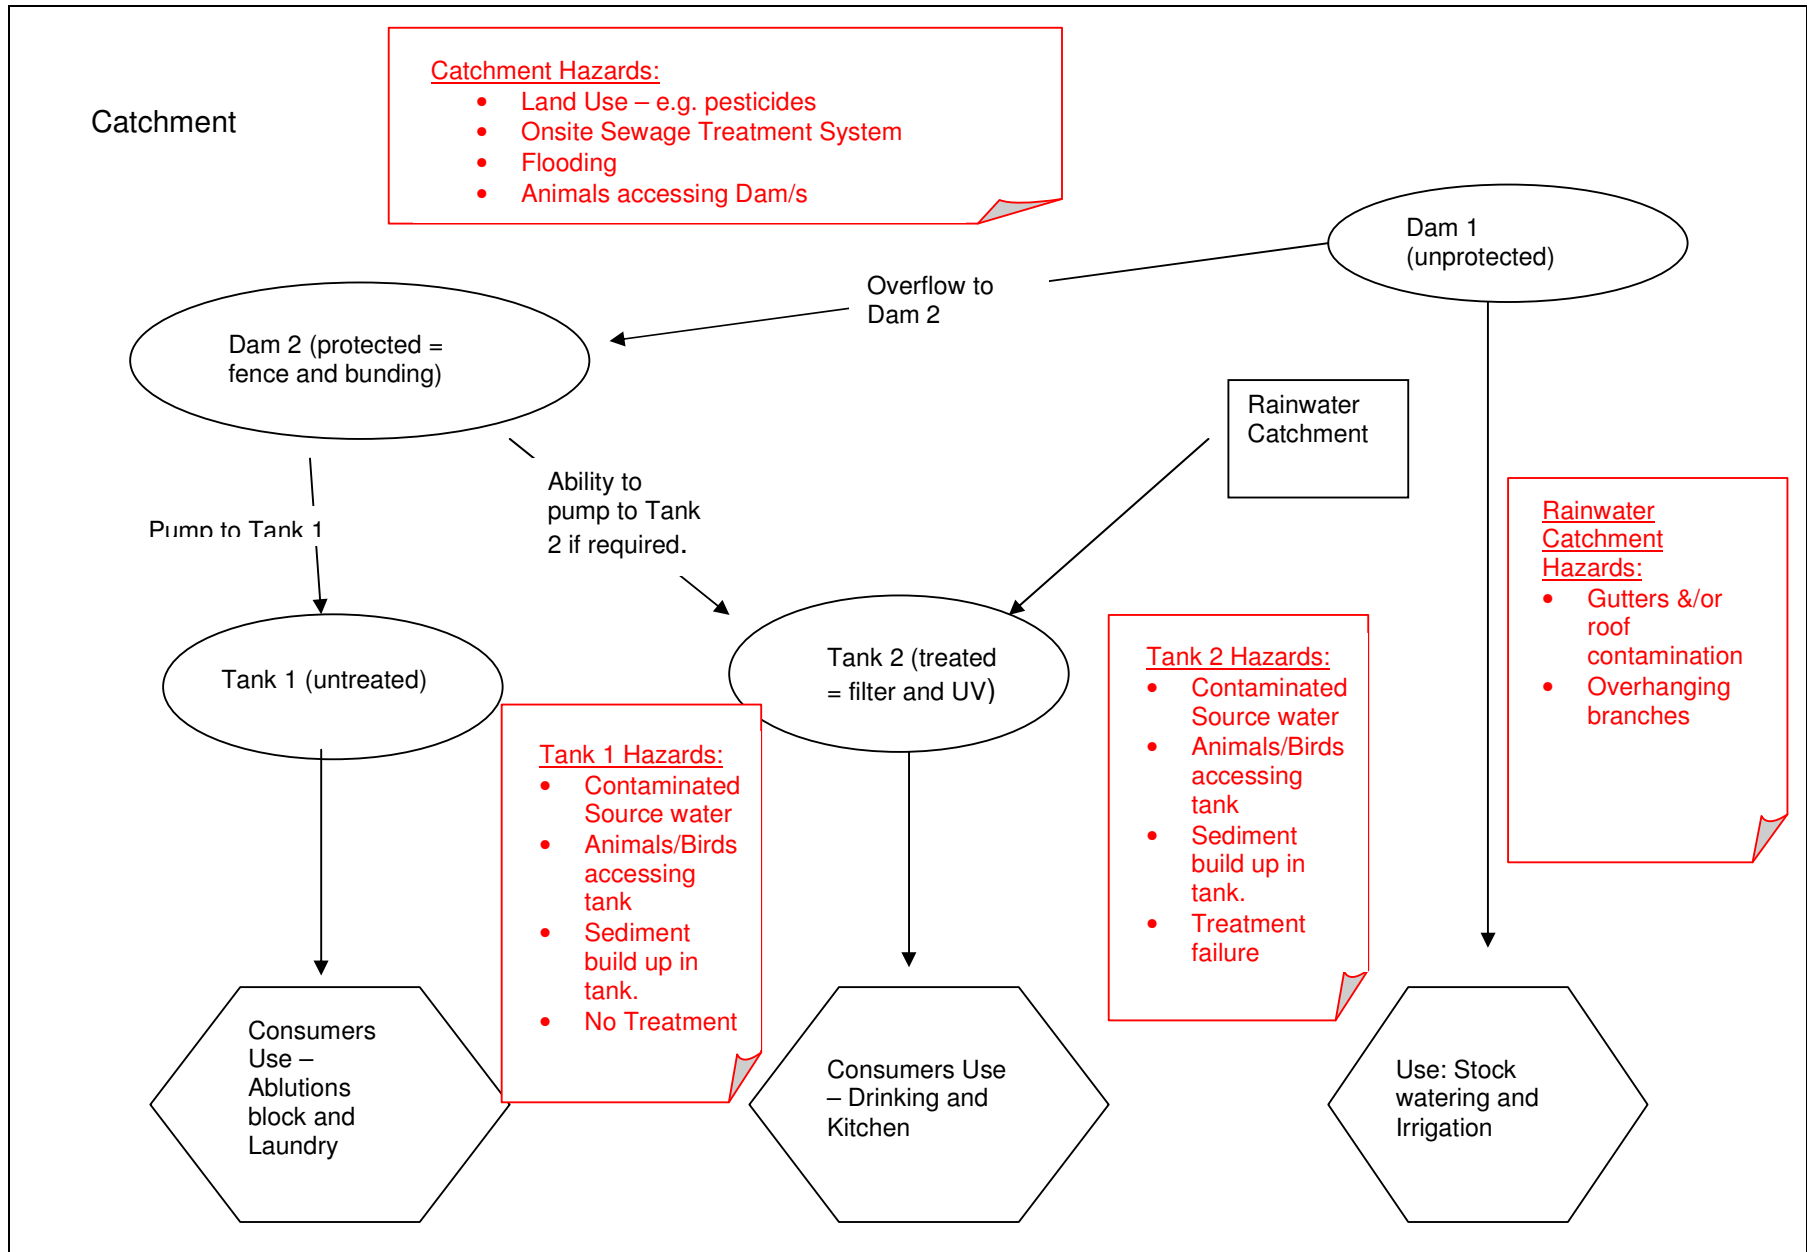 Catchment
Catchment Hazards:
• Land Use – e.g. pesticides
• Onsite Sewage Treatment System
• Flooding
• Animals accessing Dam/s
Dam 1
(unprotected)
Overflow to
Dam 2
Dam 2 (protected =
fence and bunding)
Rainwater
Catchment
Ability to
pump to Tank
2 if required.
Pump to Tank 1
Rainwater
Catchment
Hazards:
• Gutters &/or
roof
contamination
• Overhanging
branches
Tank 1 (untreated)
Tank 2 (treated
= filter and UV)
Tank 2 Hazards:
• Contaminated
Source water
• Animals/Birds
accessing
tank
• Sediment
build up in
tank.
• Treatment
failure
Tank 1 Hazards:
• Contaminated
Source water
• Animals/Birds
accessing
tank
• Sediment
build up in
tank.
• No Treatment
Consumers
Use –
Ablutions
block and
Laundry
Consumers Use
– Drinking and
Kitchen
Use: Stock
watering and
Irrigation